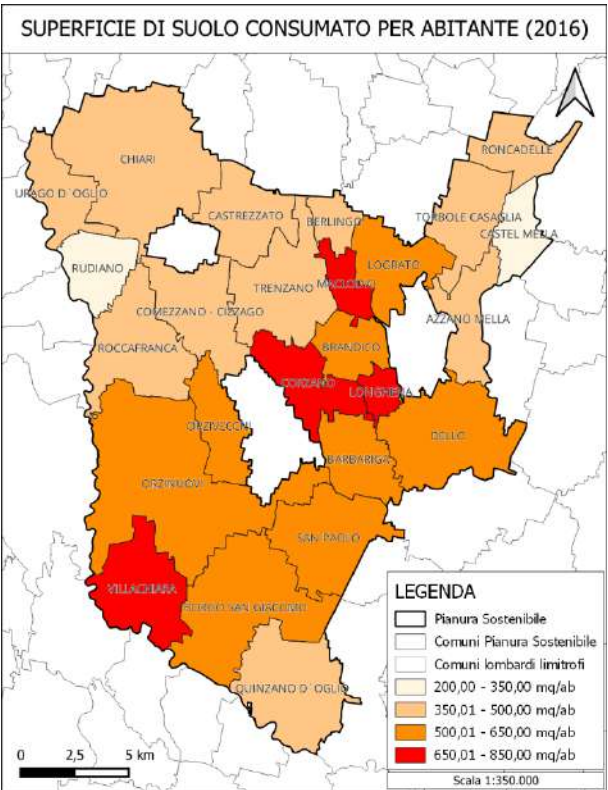 SUPERFICIE DI SUOLO CONSUMATO PER ABITANTE (2016)
RONCADELLE
CHIARI
URAGO D`OGLIO
CASTREZZATO
BERLINGO
TORBOLE CASAGLIA
CASTEL MELLA
RUDIANO
LOGRATO
TRENZANO
MACLODIO
COMEZZANO - CIZZAGO
AZZANO MELLA
ROCCAFRANCA
BRANDICO
CORZANO
LONGHENA
ORZIVECCHI
DELLO
BARBARIGA
ORZINUOVI
SAN PAOLO
VILLACHIARA
BORGO SAN GIACOMO
QUINZANO D`OGLIO
LEGENDA
Pianura Sostenibile
Comuni Pianura Sostenibile
Comuni lombardi limitrofi
200,00 - 350,00 mq/ab
350,01 - 500,00 mq/ab
500,01 - 650,00 mq/ab
650,01 - 850,00 mq/ab
0 2,5 5 km
Scala 1:350.000